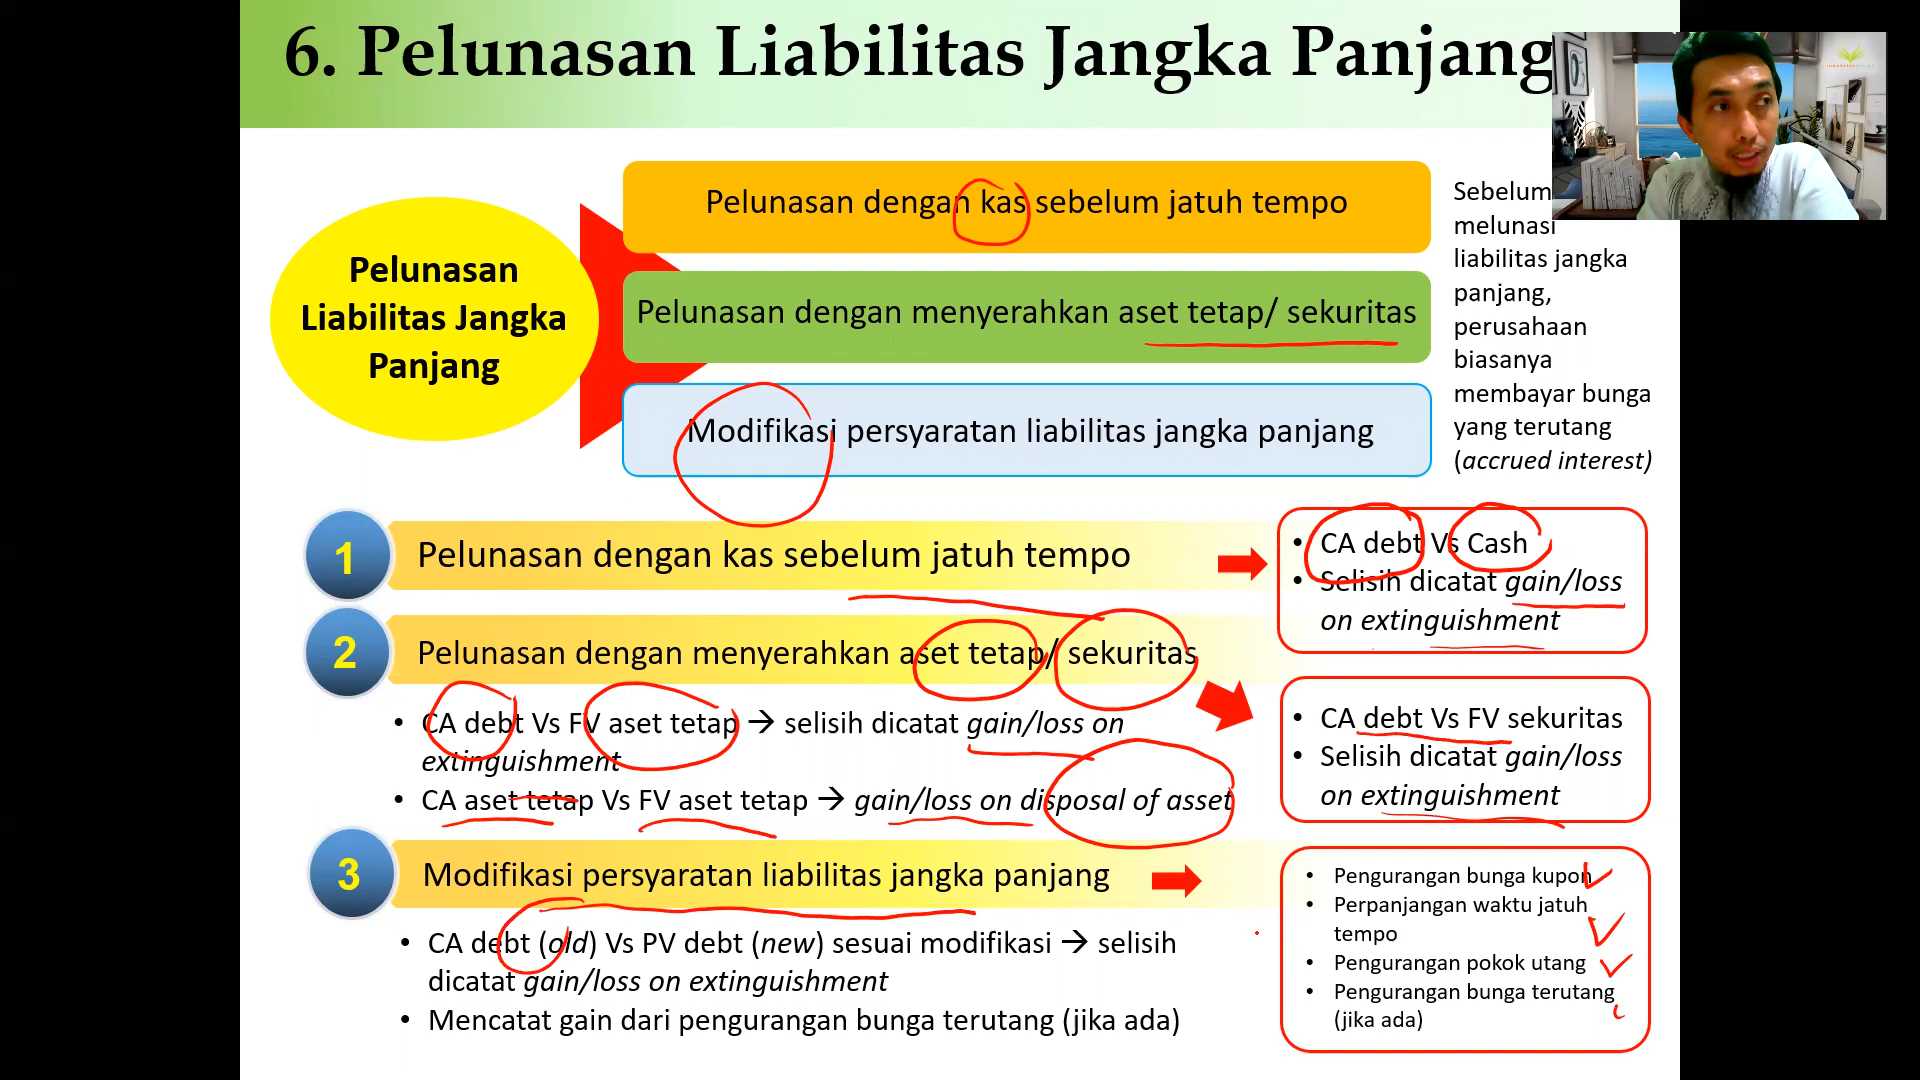 6. Pelunasan Liabilitas Jangka Panjang
Pelunasan
Liabilitas Jangka
Panjang
Pelunasan dengan kas sebelum jatuh tempo
Pelunasan dengan menyerahkan aset tetap/ sekuritas
Modifikasi persyaratan liabilitas jangka panjang
Sebelum
melunasi
liabilitas jangka
panjang,
perusahaan
biasanya
membayar bunga
yang terutang
(accrued interest)
1
Pelunasan dengan kas sebelum jatuh tempo
• CA debt Vs Cash
• Selisih dicatat gain/loss
on extinguishment
2
Pelunasan dengan menyerahkan aset tetap/ sekuritas
• CA debt Vs FV aset tetap → selisih dicatat gain/loss on
extinguishment
• CA aset tetap Vs FV aset tetap → gain/loss on disposal of asset
• CA debt Vs FV sekuritas
• Selisih dicatat gain/loss
on extinguishment
3
Modifikasi persyaratan liabilitas jangka panjang
• CA debt (old) Vs PV debt (new) sesuai modifikasi → selisih
dicatat gain/loss on extinguishment
• Mencatat gain dari pengurangan bunga terutang (jika ada)
• Pengurangan bunga kupon
• Perpanjangan waktu jatuh
tempo
• Pengurangan pokok utang
• Pengurangan bunga terutang
(jika ada)